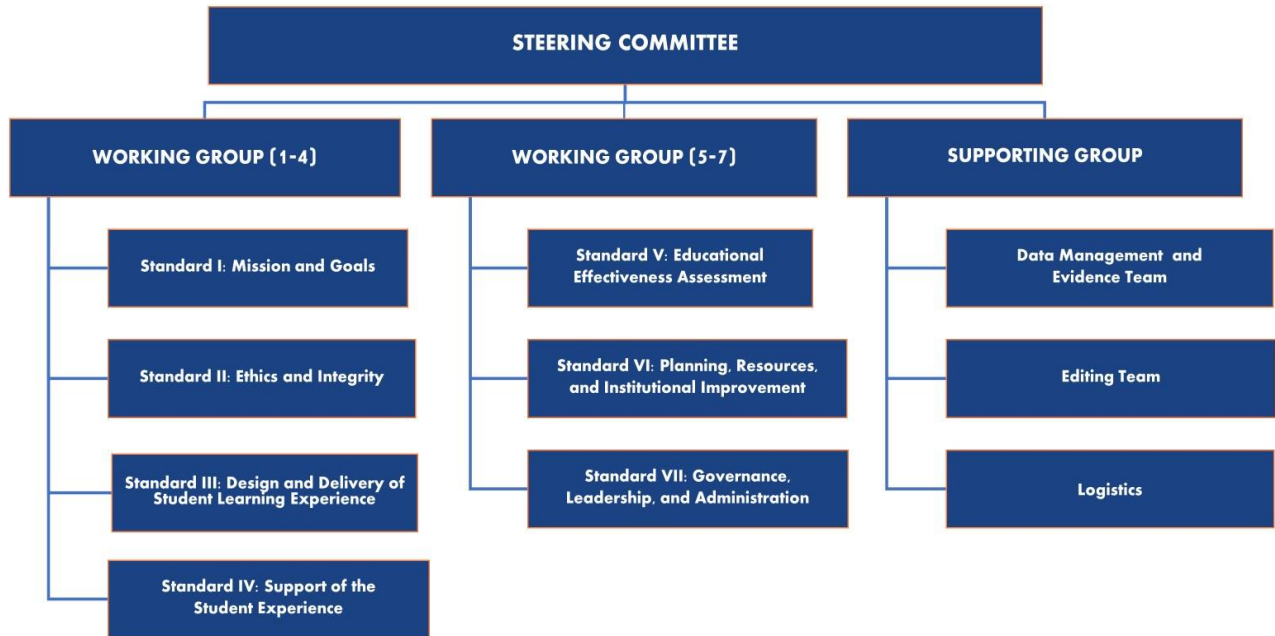 STEERING COMMITTEE
WORKING GROUP (1-4)
Standard I: Mission and Goals
Standard II: Ethics and Integrity
Standard III: Design and Delivery of
Student Learning Experience
Standard IV: Support of the
Student Experience
WORKING GROUP (5-7)
Standard V: Educational
Effectiveness Assessment
Standard VI: Planning, Resources,
and Institutional Improvement
Standard VII: Governance,
Leadership, and Administration
SUPPORTING GROUP
Data Management and
Evidence Team
Editing Team
Logistics